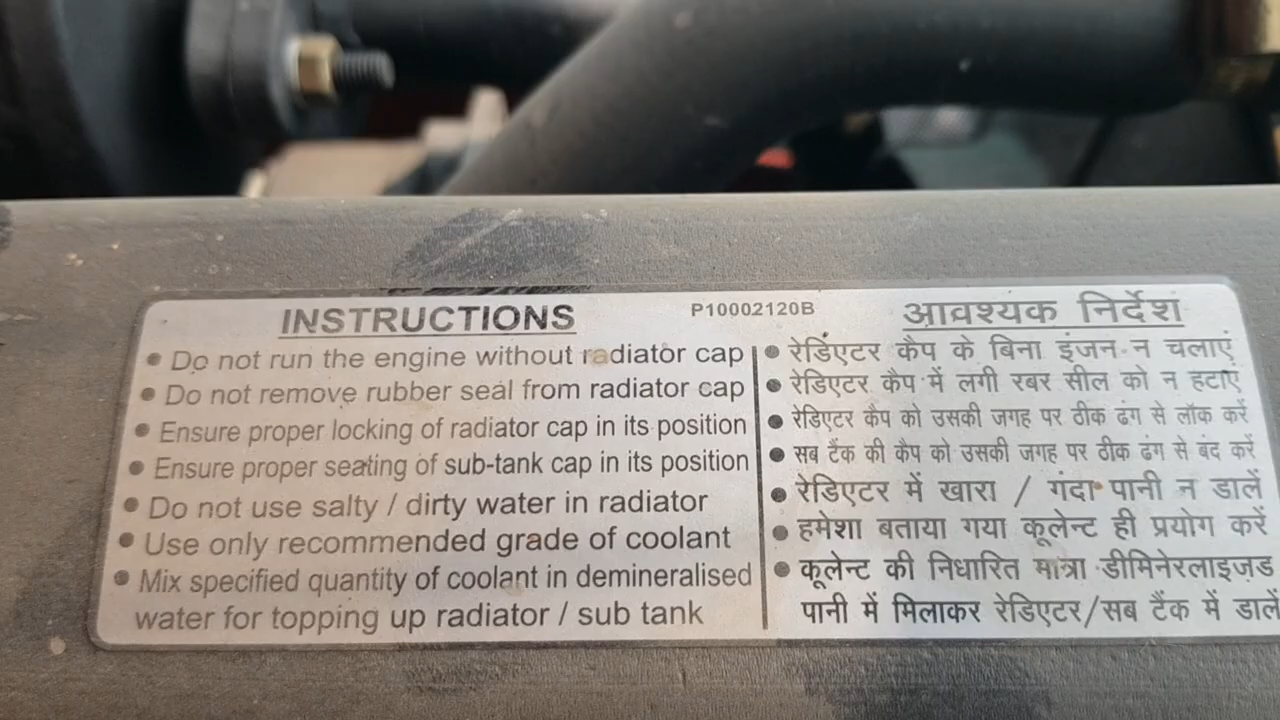 INSTRUCTIONS
P10002120B
• Do not run the engine without radiator cap
• Do not remove rubber seal from radiator cap
• Ensure proper locking of radiator cap in its position
• Ensure proper seating of sub-tank cap in its position
• Do not use salty / dirty water in radiator
• Use only recommended grade of coolant
• Mix specified quantity of coolant in demineralised
water for topping up radiator / sub tank
आवश्यक निर्देश
• रेडिएटर कैप के बिना इंजन न चलाएं
• रेडिएटर कैप में लगी रबर सील को न हटाएं
• रेडिएटर कैप को उसकी जगह पर ठीक ढंग से लॉक करें
• सब टैंक की कैप को उसकी जगह पर ठीक ढंग से बंद करें
• रेडिएटर में खारा / गंदा पानी न डालें
• हमेशा बताया गया कूलेन्ट ही प्रयोग करें
• कूलेन्ट की निधारित मात्रा डीमिनेरलाइज़ड
पानी में मिलाकर रेडिएटर/सब टैंक में डालें